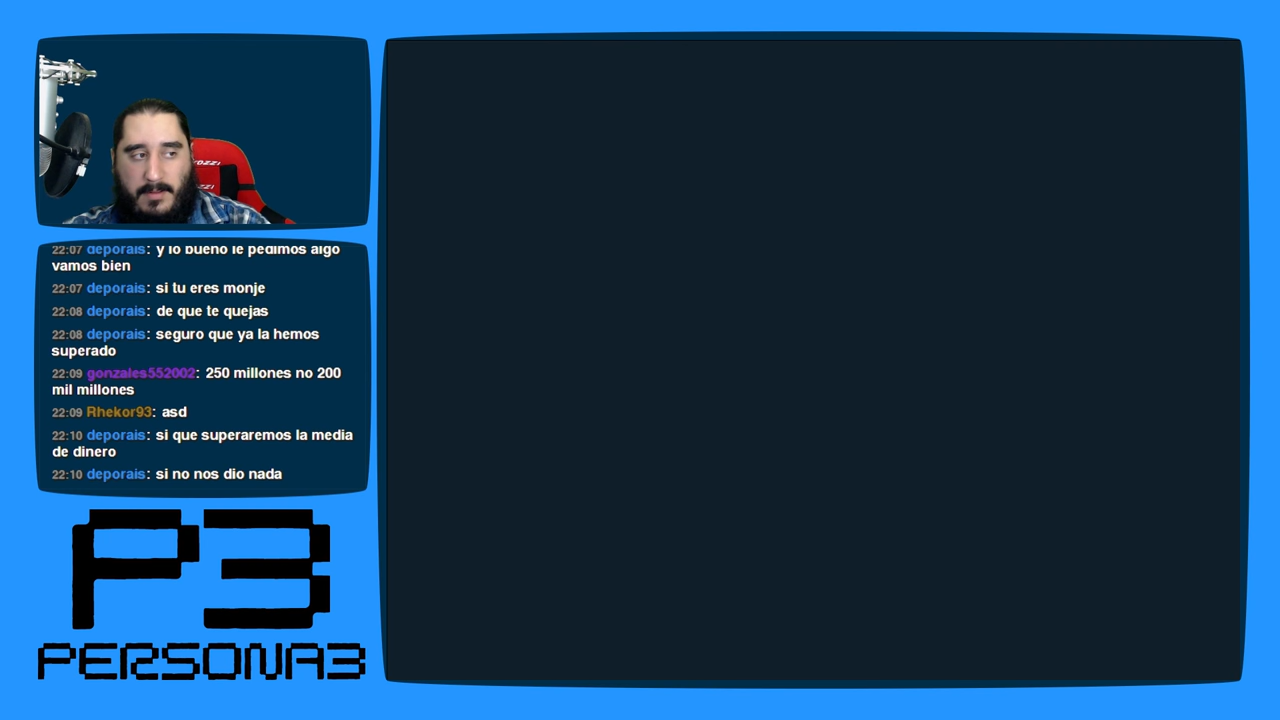 OZZI
OZZI
22:07 deporais: y lo bueno le pedimos algo
vamos bien
22:07 deporais: si tu eres monje
22:08 deporais: de que te quejas
22:08 deporais: seguro que ya la hemos
superado
22:09 gonzales552002: 250 millones no 200
mil millones
22:09 Rhekor93: asd
22:10 deporais: si que superaremos la media
de dinero
22:10 deporais: si no nos dio nada
P3
PERSONA3